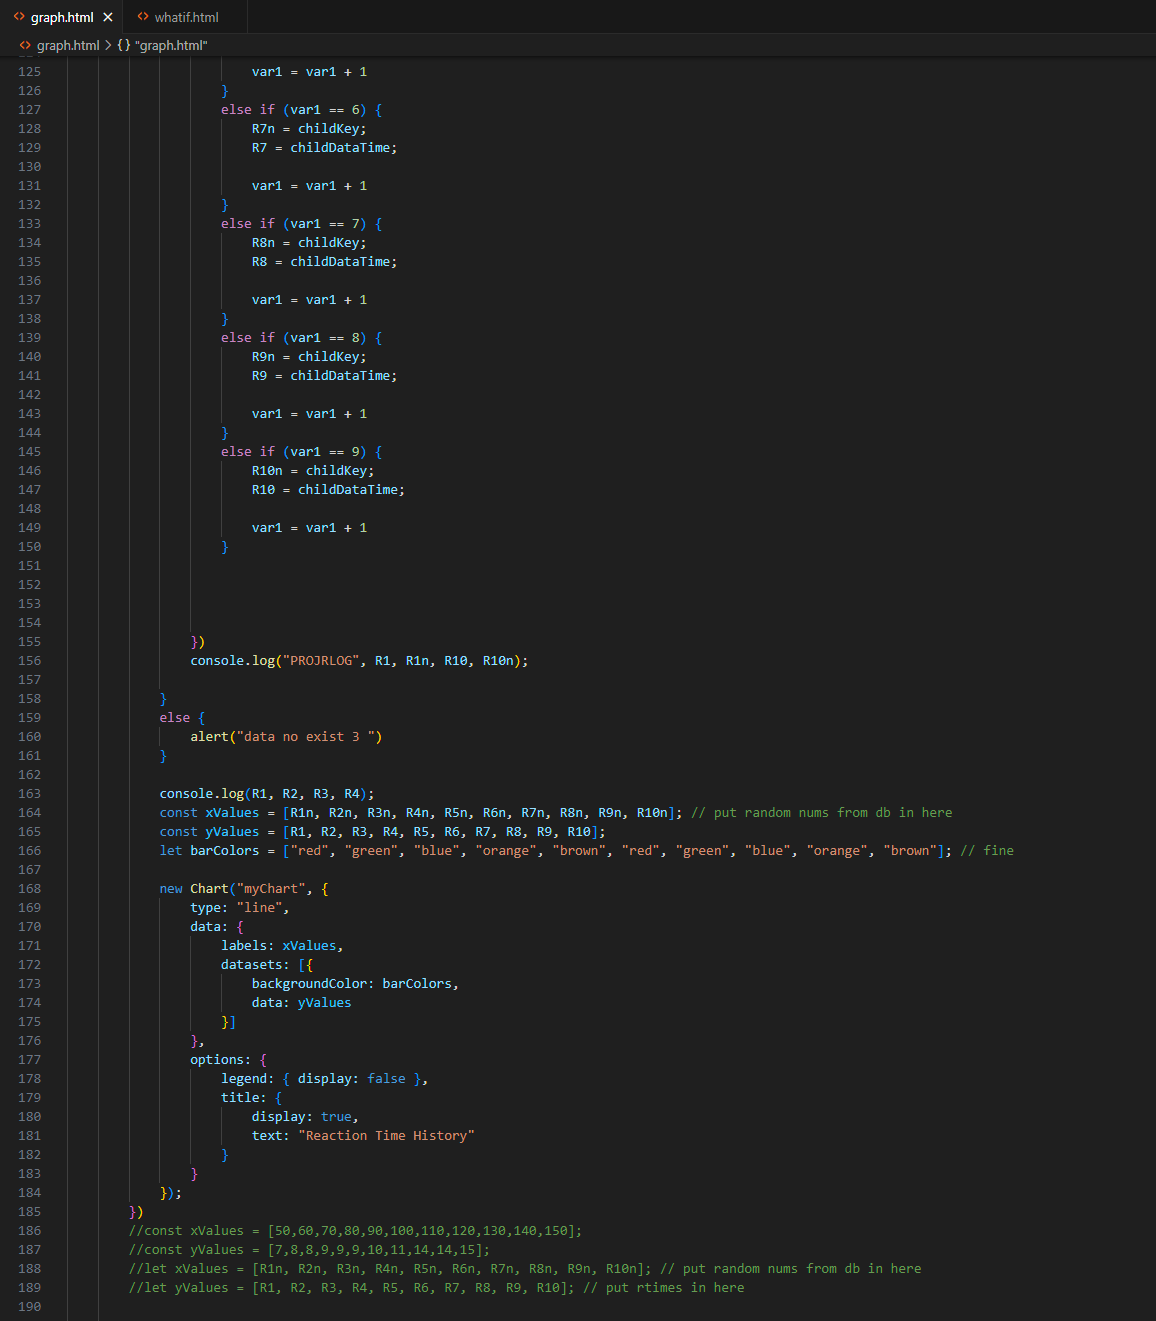 graph.html
whatif.html
graph.html > {} "graph.html"
125 var1 = var1 + 1
126 }
127 else if (var1 == 6) {
128 R7n = childKey;
129 R7 = childDataTime;
130
131 var1 = var1 + 1
132 }
133 else if (var1 == 7) {
134 R8n = childKey;
135 R8 = childDataTime;
136
137 var1 = var1 + 1
138 }
139 else if (var1 == 8) {
140 R9n = childKey;
141 R9 = childDataTime;
142
143 var1 = var1 + 1
144 }
145 else if (var1 == 9) {
146 R10n = childKey;
147 R10 = childDataTime;
148
149 var1 = var1 + 1
150 }
151
152
153
154
155 })
156 console.log("PROJRLOG", R1, R1n, R10, R10n);
157
158 }
159 else {
160 alert("data no exist 3 ")
161 }
162
163 console.log(R1, R2, R3, R4);
164 const xValues = [R1n, R2n, R3n, R4n, R5n, R6n, R7n, R8n, R9n, R10n]; // put random nums from db in here
165 const yValues = [R1, R2, R3, R4, R5, R6, R7, R8, R9, R10];
166 let barColors = ["red", "green", "blue", "orange", "brown", "red", "green", "blue", "orange", "brown"]; // fine
167
168 new Chart("myChart", {
169 type: "line",
170 data: {
171 labels: xValues,
172 datasets: [{
173 backgroundColor: barColors,
174 data: yValues
175 }]
176 },
177 options: {
178 legend: { display: false },
179 title: {
180 display: true,
181 text: "Reaction Time History"
182 }
183 }
184 });
185 })
186 //const xValues = [50,60,70,80,90,100,110,120,130,140,150];
187 //const yValues = [7,8,8,9,9,9,10,11,14,14,15];
188 //let xValues = [R1n, R2n, R3n, R4n, R5n, R6n, R7n, R8n, R9n, R10n]; // put random nums from db in here
189 //let yValues = [R1, R2, R3, R4, R5, R6, R7, R8, R9, R10]; // put rtimes in here
190